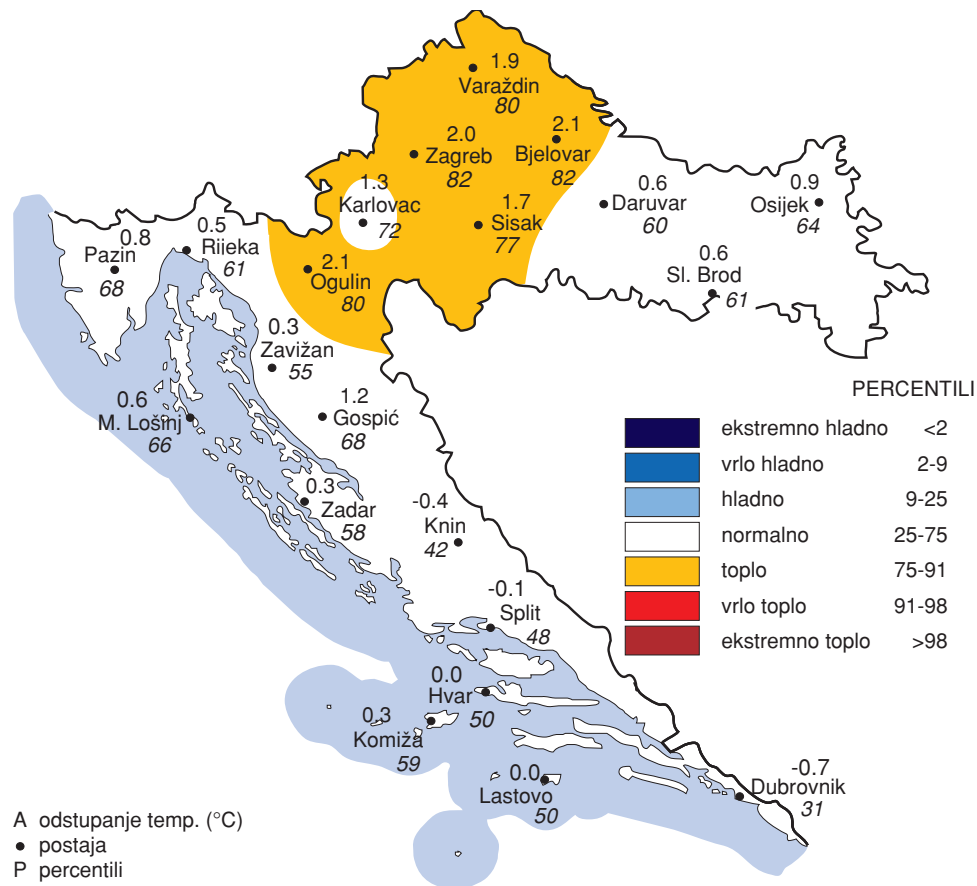 1.9
Varaždin
80
2.0
Zagreb
82
2.1
Bjelovar
82
1.3
Karlovac
72
1.7
Sisak
77
0.6
Daruvar
60
0.9
Osijek
64
0.6
Sl. Brod
61
0.8
Pazin
68
0.5
Riieka
61
2.1
Ogulin
80
0.3
Zavižan
55
0.6
M. Lošinj
66
1.2
Gospić
68
0.3
Zadar
58
-0.4
Knin
42
-0.1
Split
48
0.0
Hvar
50
0.3
Komiža
59
0.0
Lastovo
50
-0.7
Dubrovnik
31
PERCENTILI
ekstremno hladno <2
vrlo hladno 2-9
hladno 9-25
normalno 25-75
toplo 75-91
vrlo toplo 91-98
ekstremno toplo >98
A odstupanje temp. (°C)
● postaja
P percentili